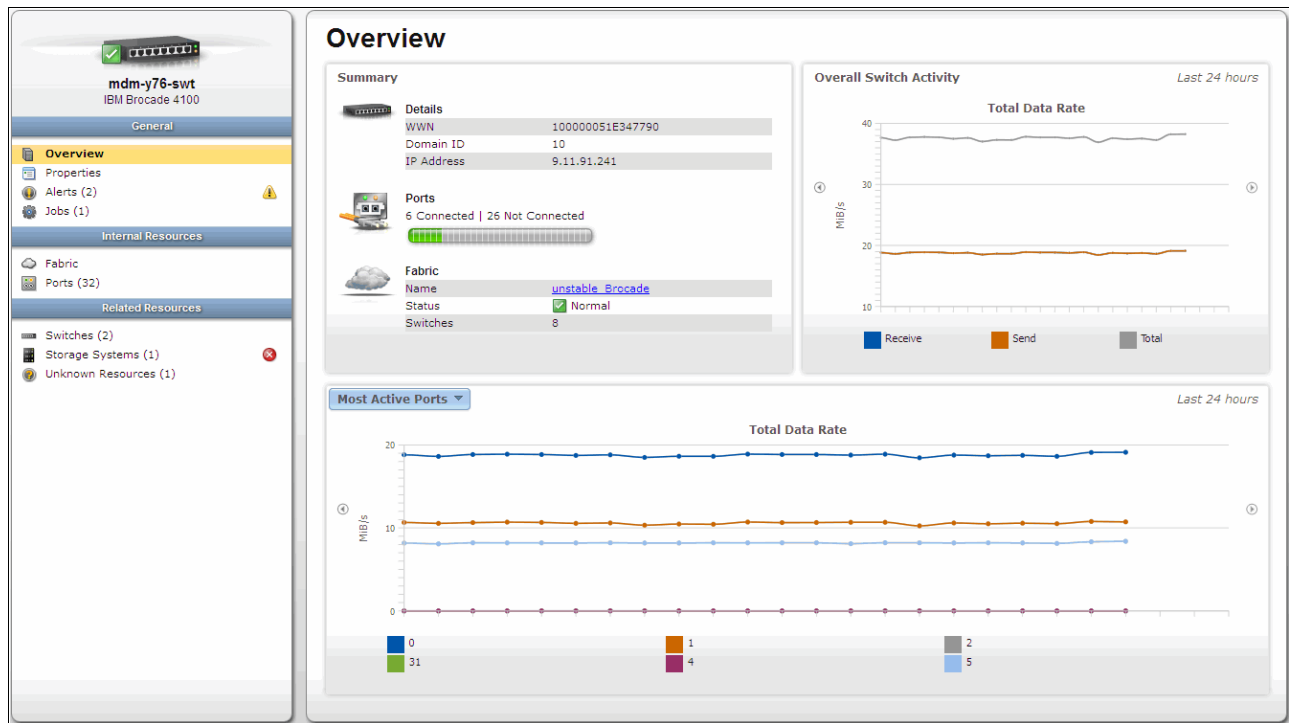 mdm-y76-swt
IBM Brocade 4100
General
Overview
Properties
Alerts (2)
Jobs (1)
Internal Resources
Fabric
Ports (32)
Related Resources
Switches (2)
Storage Systems (1)
Unknown Resources (1)
Overview
Summary
Details
WWN 100000051E347790
Domain ID 10
IP Address 9.11.91.241
Ports
6 Connected | 26 Not Connected
Fabric
Name unstable_Brocade
Status Normal
Switches 8
Overall Switch Activity Last 24 hours
Total Data Rate
40
30
20
10
MiB/s
Receive Send Total
Most Active Ports Last 24 hours
Total Data Rate
20
10
0
MiB/s
0 1 2
31 4 5